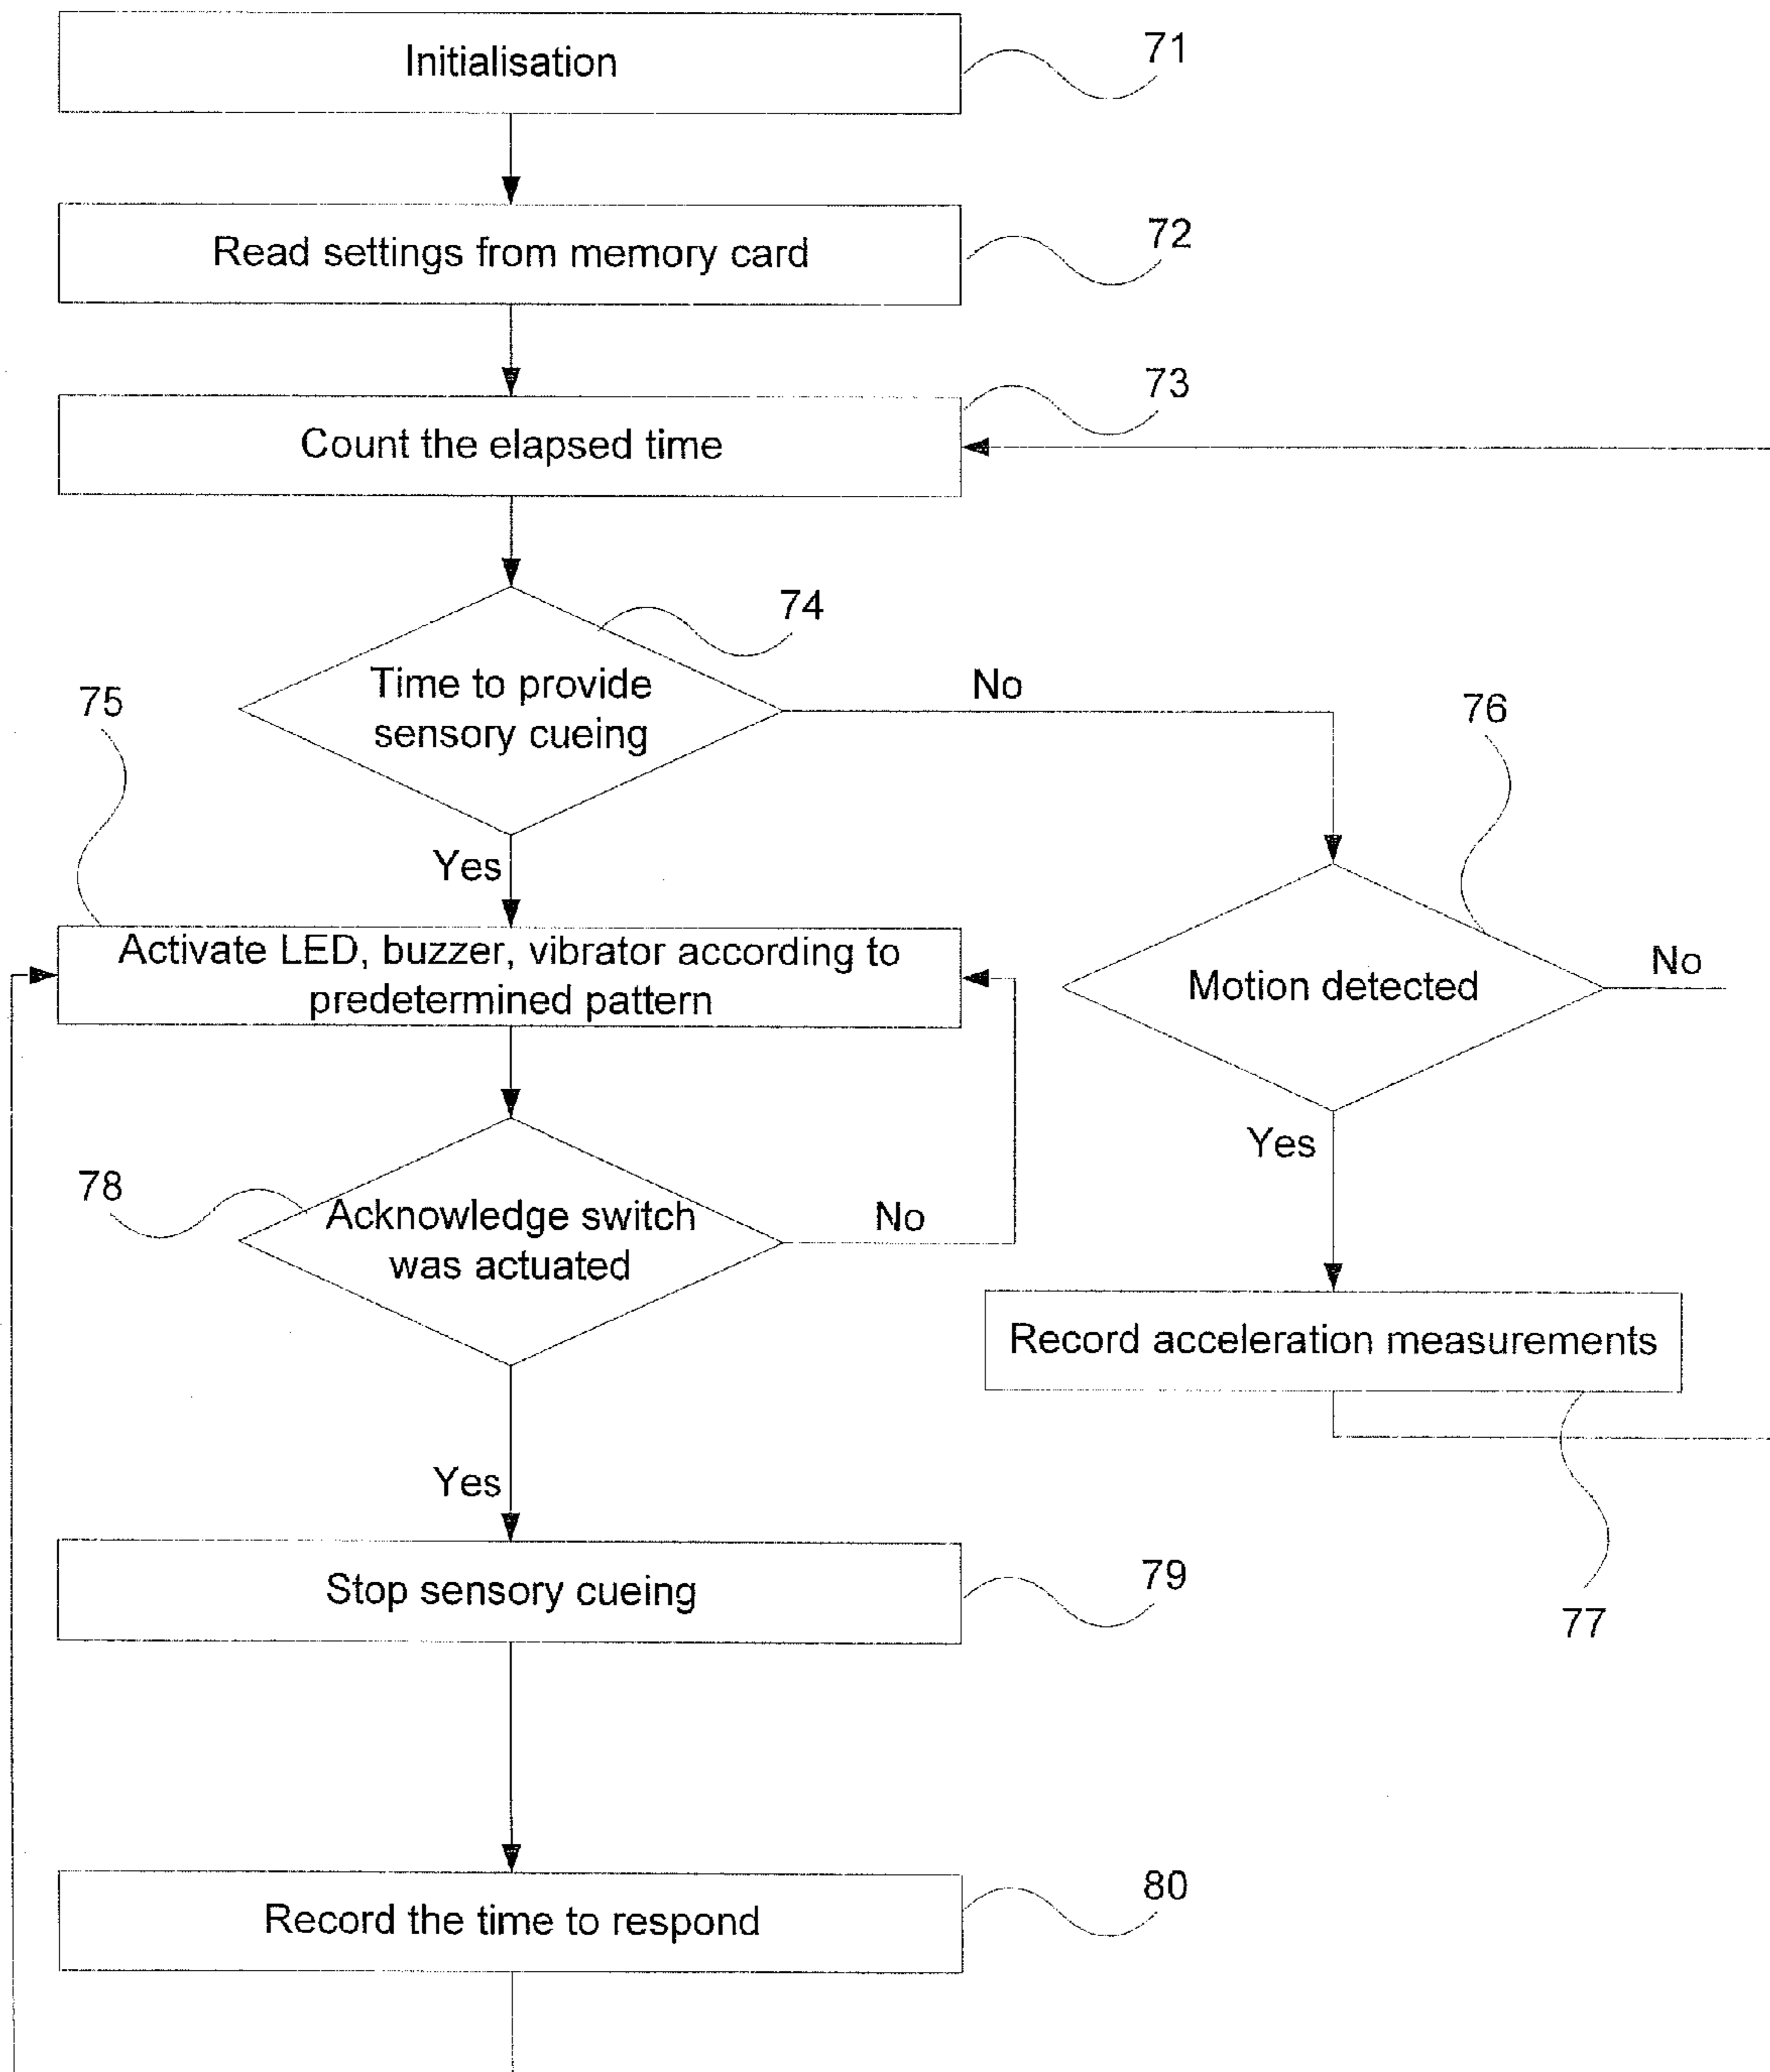 Initialisation
71
Read settings from memory card
72
73
Count the elapsed time
74
Time to provide
sensory cueing
No
75
76
Yes
Activate LED, buzzer, vibrator according to
predetermined pattern
Motion detected
No
Yes
78
Acknowledge switch
was actuated
No
Record acceleration measurements
Yes
79
Stop sensory cueing
77
80
Record the time to respond